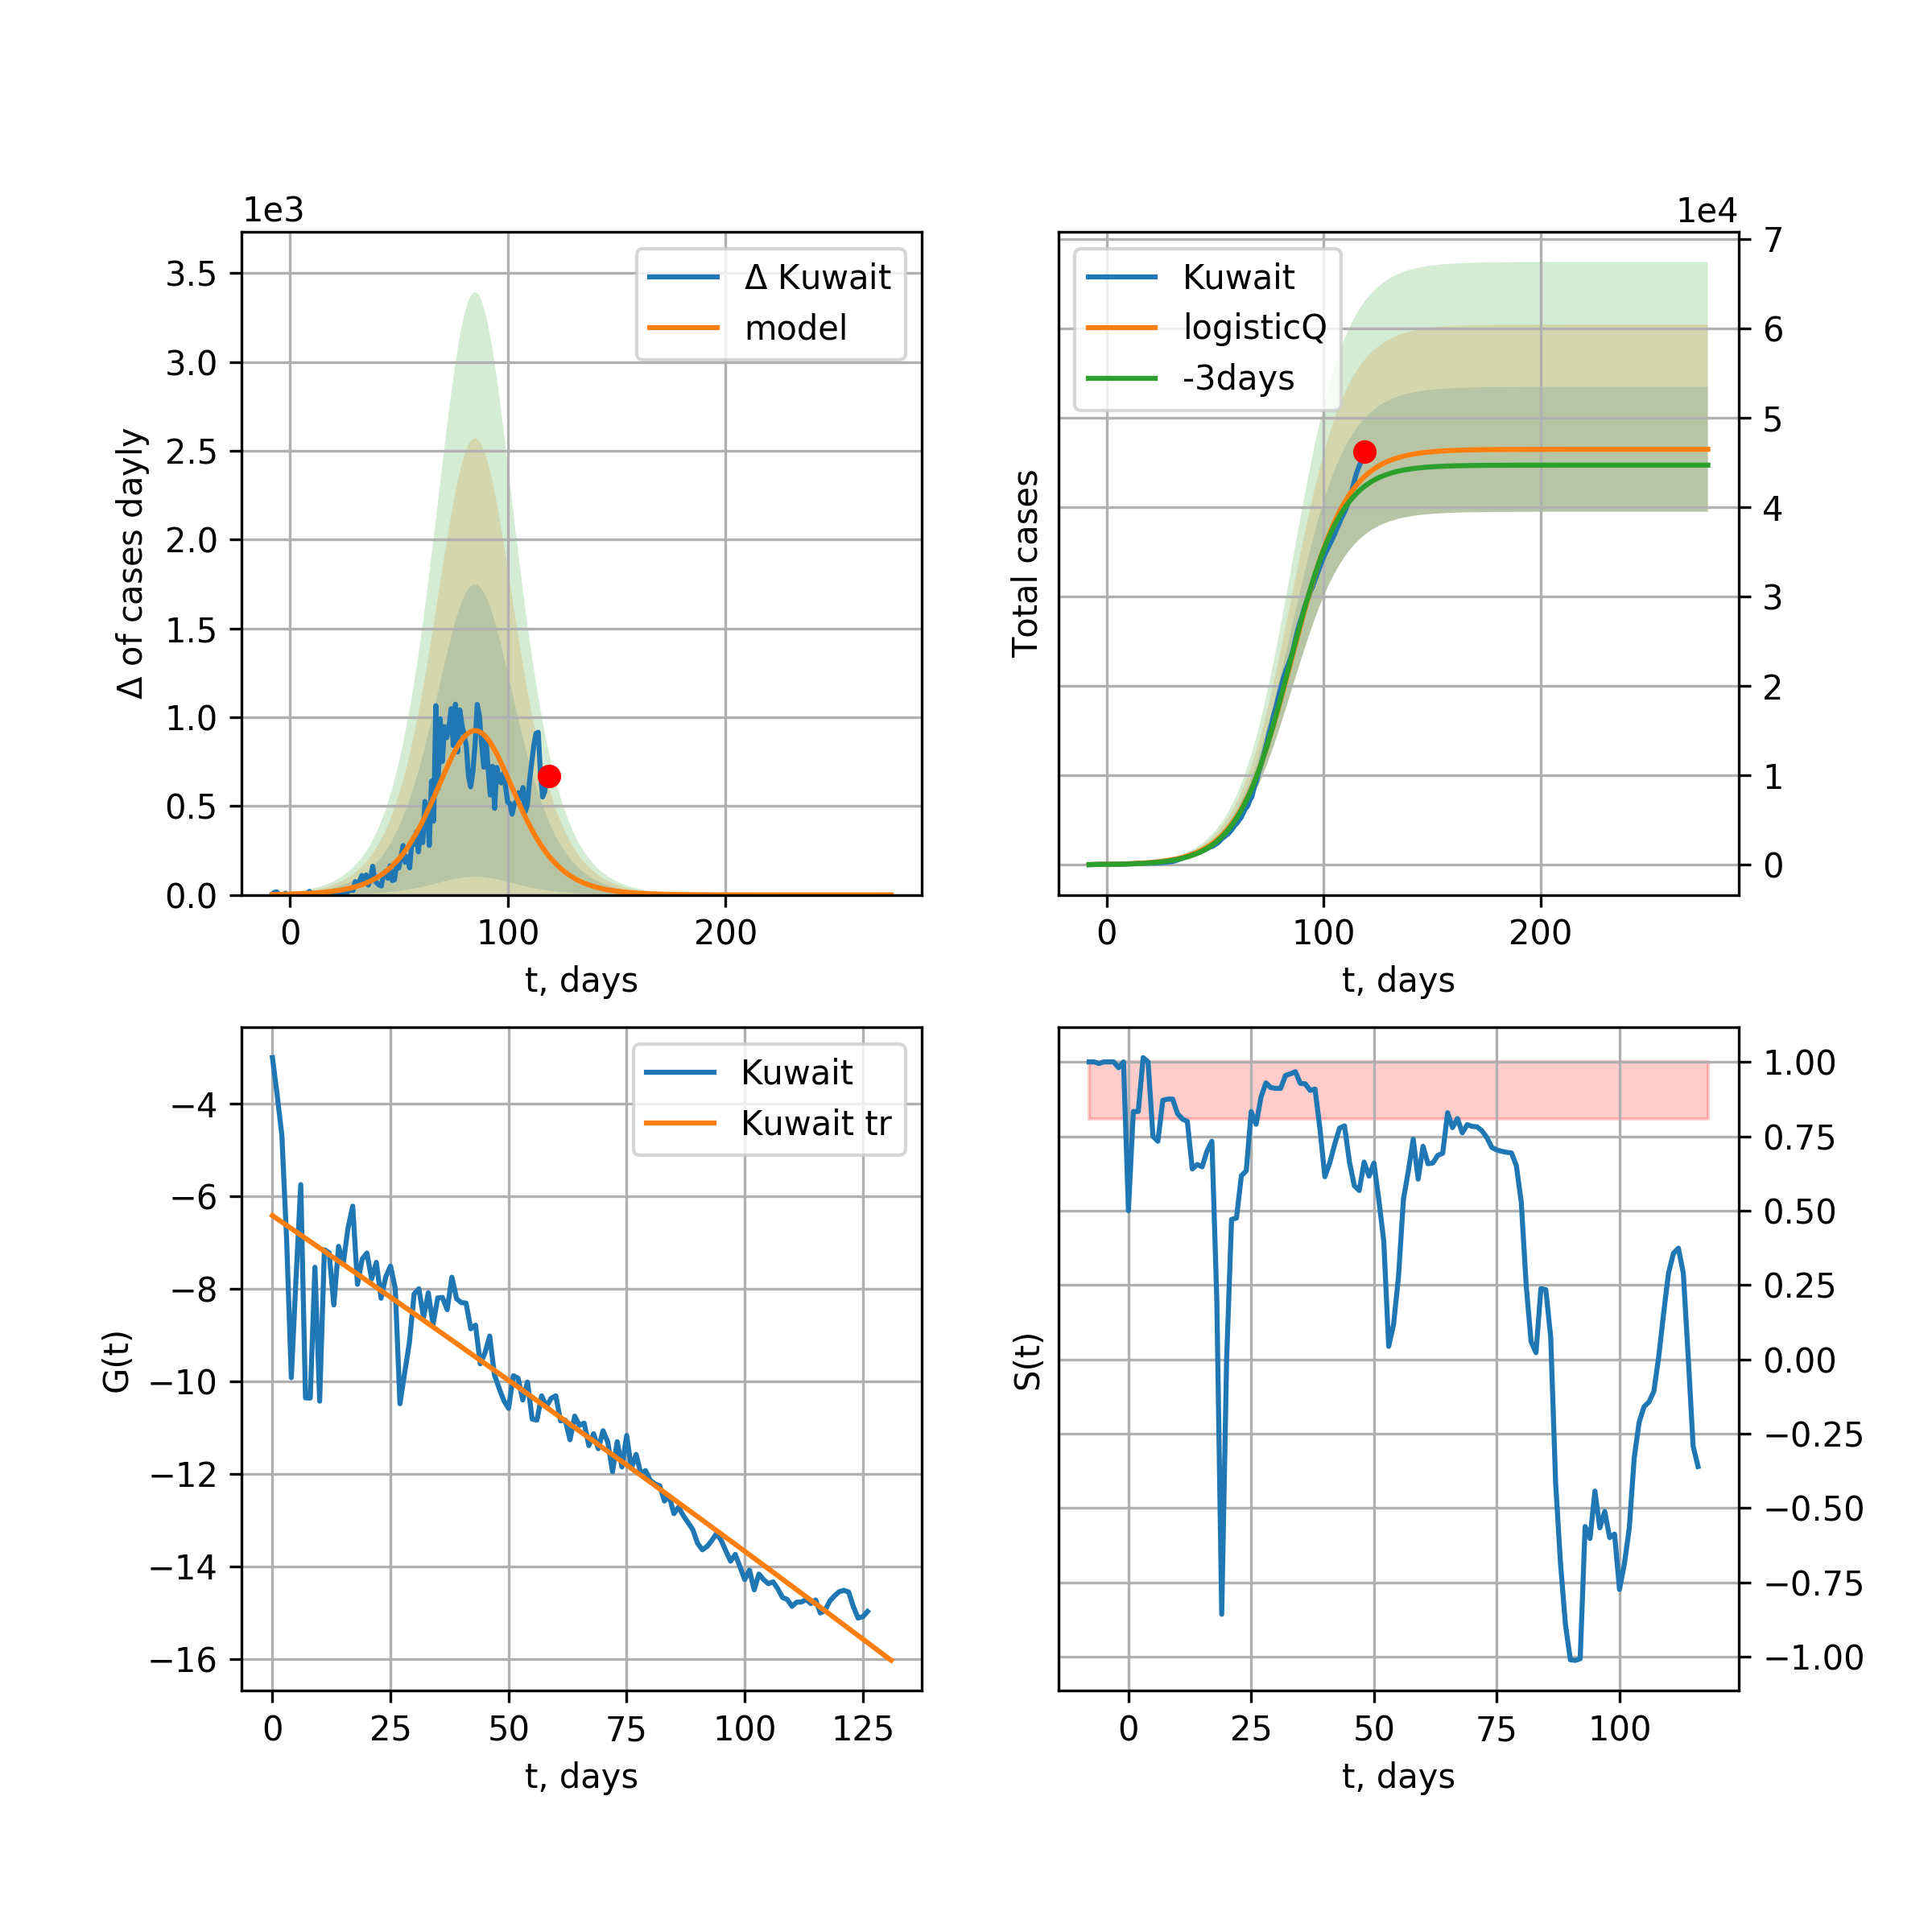 1e3
3.5
3.0
2.5
2.0
1.5
1.0
0.5
0.0
Δ of cases dayly
Δ Kuwait
model
0 100 200
t, days
1e4
7
6
5
4
3
2
1
0
Total cases
Kuwait
logisticQ
-3days
0 100 200
t, days
−4
−6
−8
−10
−12
−14
−16
G(t)
Kuwait
Kuwait tr
0 25 50 75 100 125
t, days
1.00
0.75
0.50
0.25
0.00
−0.25
−0.50
−0.75
−1.00
S(t)
0 25 50 75 100
t, days